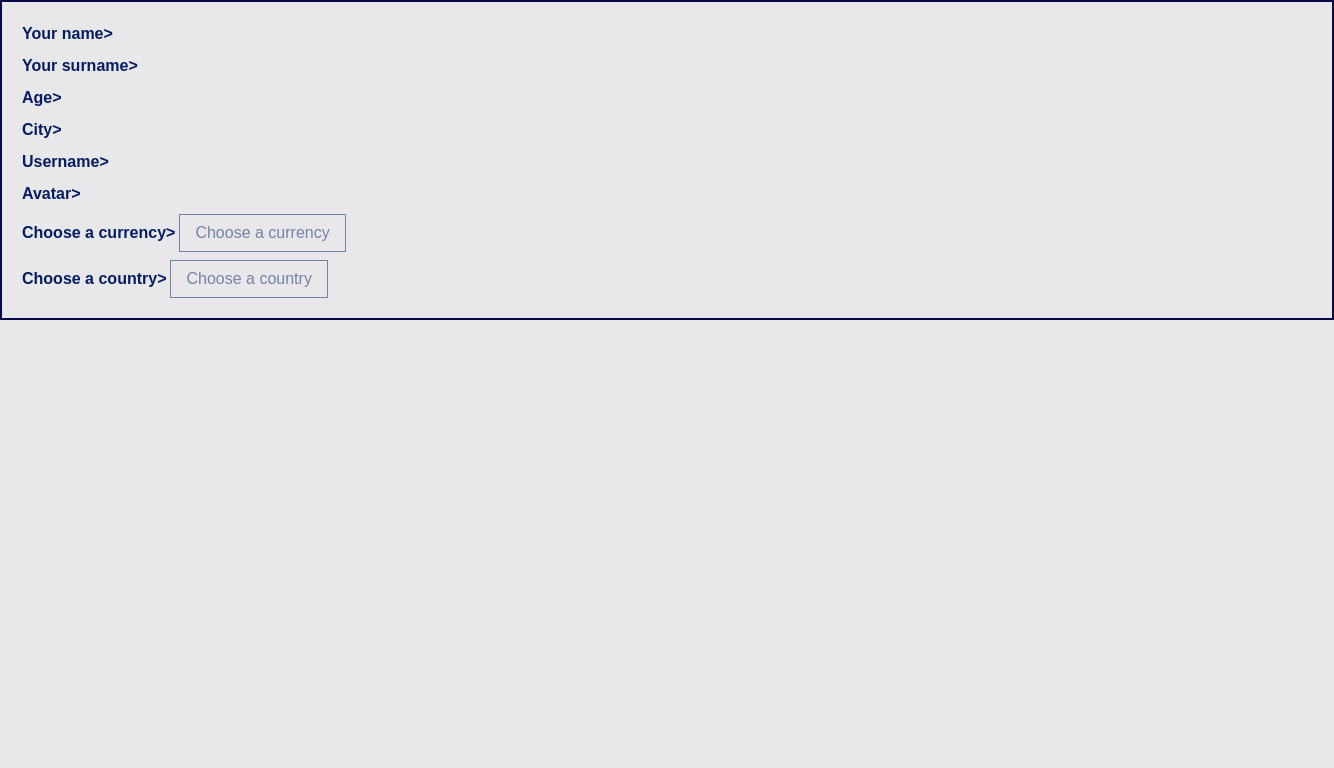 Your name>
Your surname>
Age>
City>
Username>
Avatar>
Choose a currency> Choose a currency
Choose a country> Choose a country